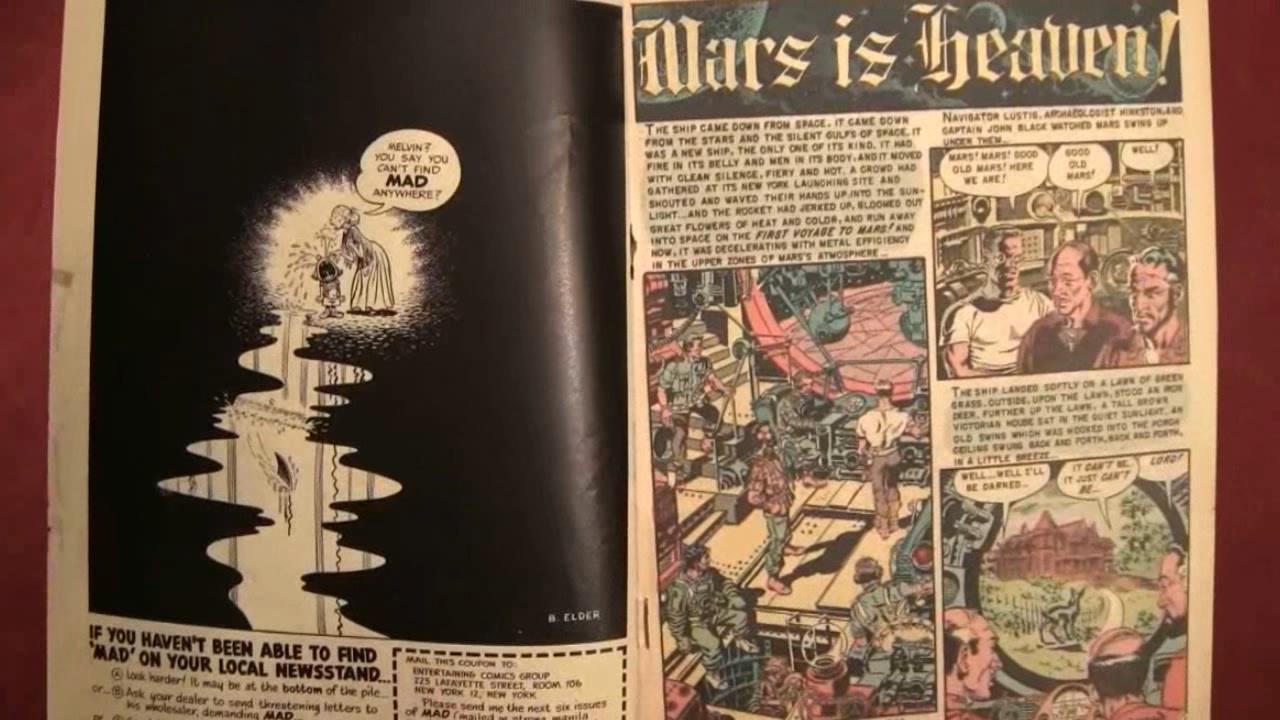 MELVIN?
YOU SAY YOU
CAN'T FIND
MAD
ANYWHERE?
B. ELDER
IF YOU HAVEN'T BEEN ABLE TO FIND
'MAD' ON YOUR LOCAL NEWSSTAND...
Ⓐ Look harder! It may be at the bottom of the pile...
or... Ⓑ Ask your dealer to send threatening letters to
his wholesaler, demanding MAD
MAIL THIS COUPON TO:
ENTERTAINING COMICS GROUP
225 LAFAYETTE STREET, ROOM 706
NEW YORK 12, NEW YORK
Please send me the next six issues
of MAD (mailed in strong manila
Mars is Heaven!
THE SHIP CAME DOWN FROM SPACE. IT CAME DOWN
FROM THE STARS AND THE SILENT GULFS OF SPACE. IT
WAS A NEW SHIP, THE ONLY ONE OF ITS KIND. IT HAD
FIRE IN ITS BELLY AND MEN IN ITS BODY, AND IT MOVED
WITH CLEAN SILENCE, FIERY AND HOT. A CROWD HAD
GATHERED AT ITS NEW YORK LAUNCHING SITE AND
SHOUTED AND WAVED THEIR HANDS UP INTO THE SUN-
LIGHT...AND THE ROCKET HAD JERKED UP, BLOOMED OUT
GREAT FLOWERS OF HEAT AND COLOR, AND RUN AWAY
INTO SPACE ON THE FIRST VOYAGE TO MARS! AND
NOW, IT WAS DECELERATING WITH METAL EFFICIENCY
IN THE UPPER ZONES OF MARS'S ATMOSPHERE...
NAVIGATOR LUSTIG, ARCHAEOLOGIST HINKSTON, AND
CAPTAIN JOHN BLACK WATCHED MARS SWING UP
UNDER THEM...
MARS! MARS! GOOD
OLD MARS! HERE
WE ARE!
GOOD
OLD
MARS!
WELL!
THE SHIP LANDED SOFTLY ON A LAWN OF GREEN
GRASS. OUTSIDE, UPON THE LAWN, STOOD AN IRON
DEER. FURTHER UP THE LAWN, A TALL BROWN
VICTORIAN HOUSE SAT IN THE QUIET SUNLIGHT. AN
OLD SWING WHICH WAS HOOKED INTO THE PORCH
CEILING SWUNG BACK AND FORTH, BACK AND FORTH,
IN A LITTLE BREEZE...
WELL...WELL I'LL
BE DARNED...
IT CAN'T BE.
IT JUST CAN'T
BE...
LORD!